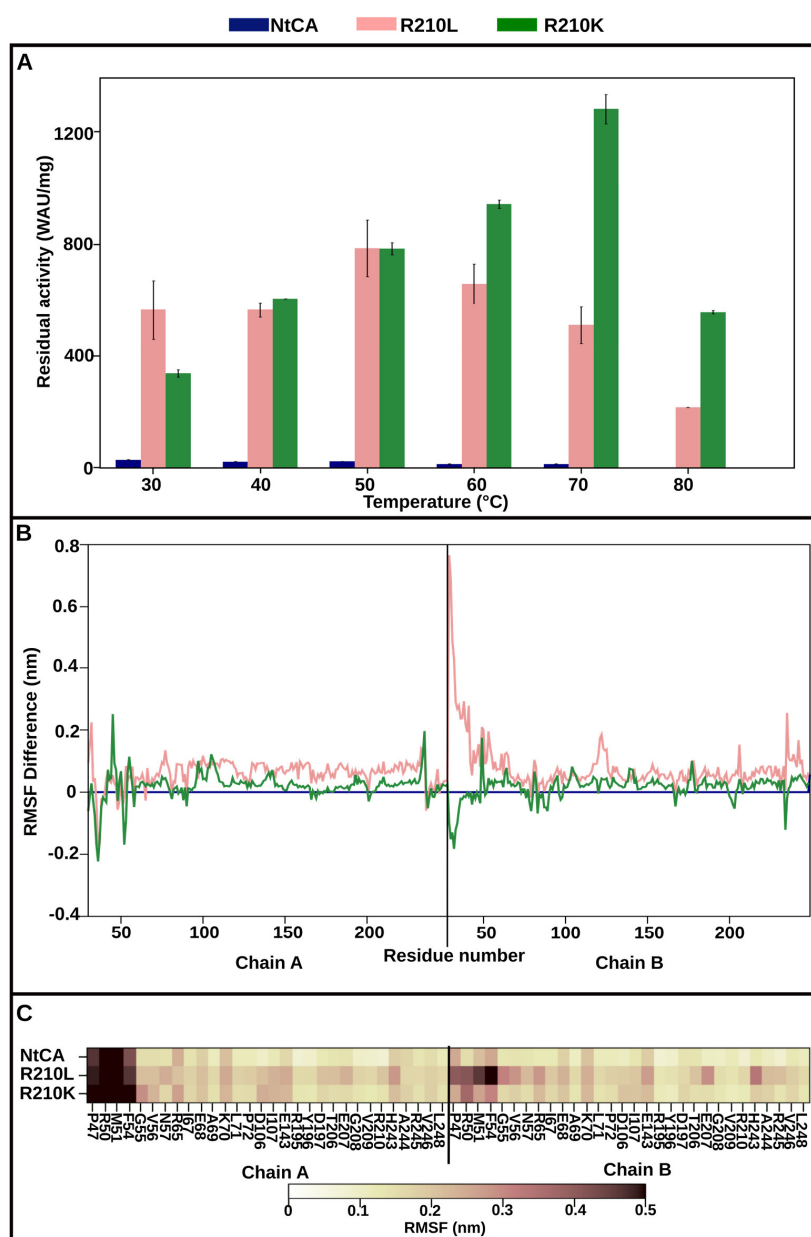 NtCA R210L R210K
A
Residual activity (WAU/mg)
1200
800
400
0
30 40 50 60 70 80
Temperature (°C)
B
RMSF Difference (nm)
0.8
0.6
0.4
0.2
0
-0.2
-0.4
50 100 150 200 50 100 150 200
Residue number
Chain A Chain B
C
NtCA
R210L
R210K
P47 R50 M51 F54 G55 V56 N57 R65 I67 E68 A69 K70 L71 P72 D106 I107 E143 R195 Y196 D197 T206 E207 G208 V209 R210 H243 A244 R245 V246 L248 P47 R50 M51 F54 G55 V56 N57 R65 I67 E68 A69 K70 L71 P72 D106 I107 E143 R195 Y196 D197 T206 E207 G208 V209 R210 H243 A244 R245 V246 L248
Chain A Chain B
0 0.1 0.2 0.3 0.4 0.5
RMSF (nm)